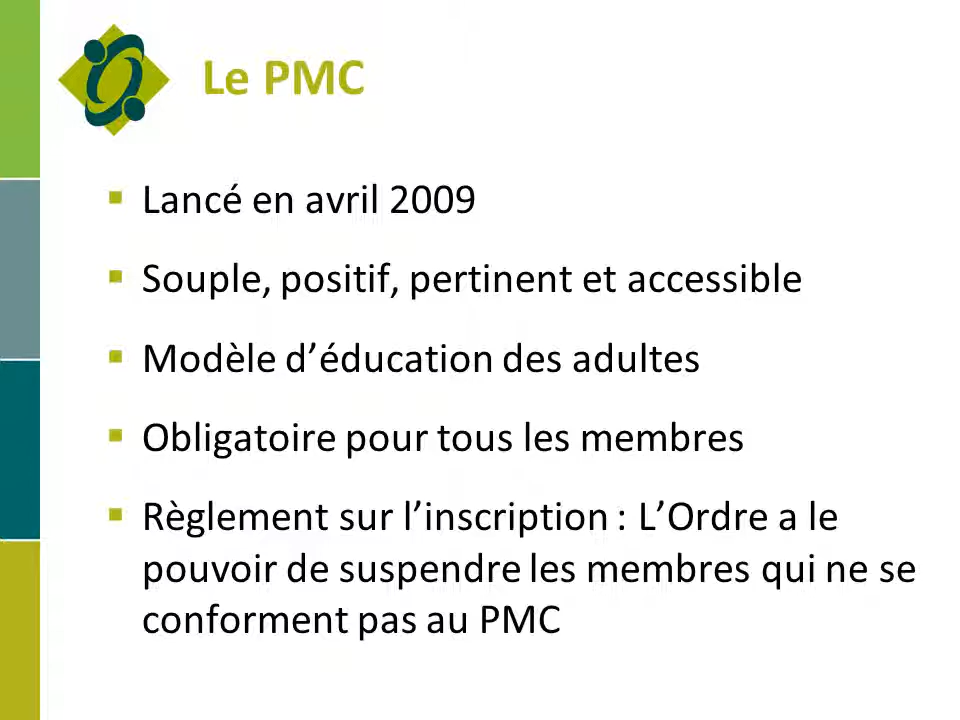 Le PMC
Lancé en avril 2009
Souple, positif, pertinent et accessible
Modèle d’éducation des adultes
Obligatoire pour tous les membres
Règlement sur l’inscription : L’Ordre a le
pouvoir de suspendre les membres qui ne se
conforment pas au PMC